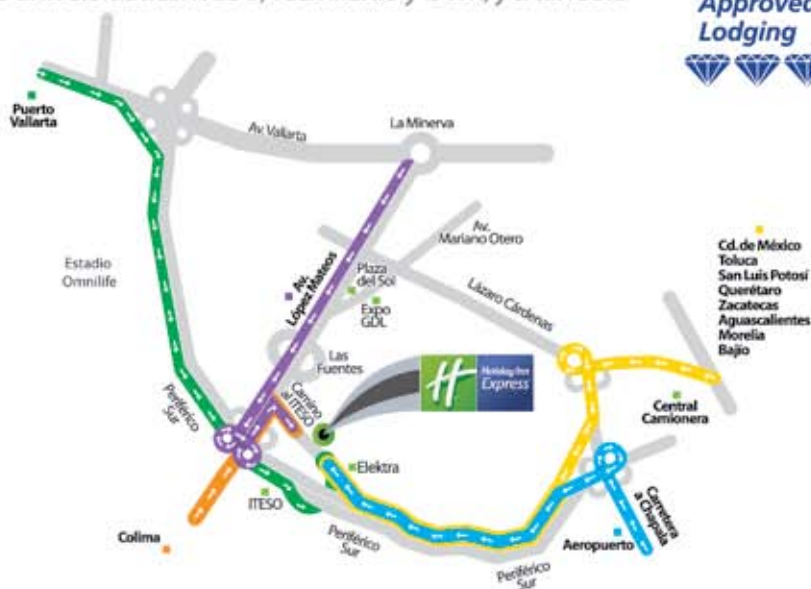 Approved
Lodging
Puerto
Vallarta
Av. Vallarta
La Minerva
Av.
Mariano Otero
Estadio
Omnilife
Av.
López Mateos
Plaza
del Sol
Expo
GDL
Lázaro Cárdenas
Cd. de México
Toluca
San Luis Potosí
Querétaro
Zacatecas
Aguascalientes
Morelia
Bajío
Las
Fuentes
Holiday Inn
Express
Periférico
Sur
Camino
al ITESO
Central
Camionera
Elektra
ITESO
Colima
Periférico
Sur
Aeropuerto
Carretera
a Chapala
Periférico
Sur